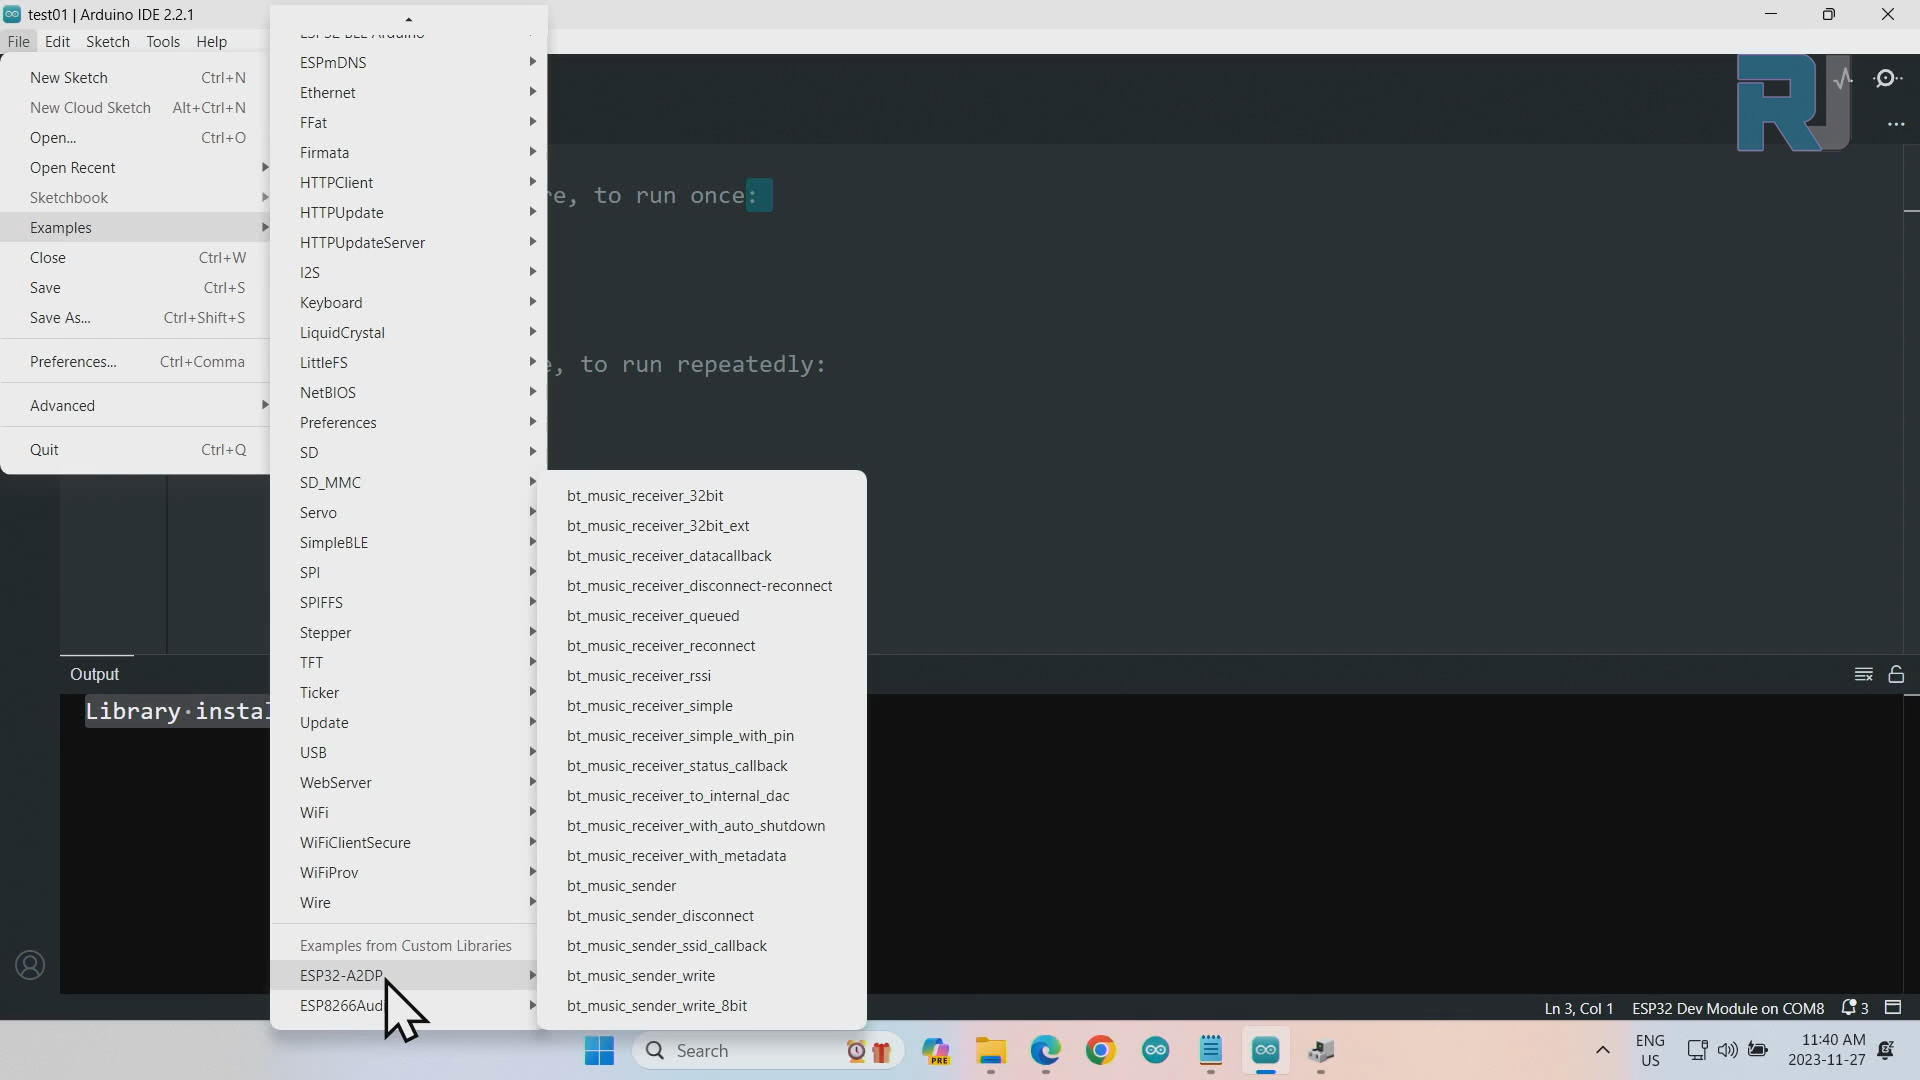 test01 | Arduino IDE 2.2.1
File Edit Sketch Tools Help
New Sketch Ctrl+N
New Cloud Sketch Alt+Ctrl+N
Open... Ctrl+O
Open Recent
Sketchbook
Examples
Close Ctrl+W
Save Ctrl+S
Save As... Ctrl+Shift+S
Preferences... Ctrl+Comma
Advanced
Quit Ctrl+Q
ESPmDNS
Ethernet
FFat
Firmata
HTTPClient
HTTPUpdate
HTTPUpdateServer
I2S
Keyboard
LiquidCrystal
LittleFS
NetBIOS
Preferences
SD
SD_MMC
Servo
SimpleBLE
SPI
SPIFFS
Stepper
TFT
Ticker
Update
USB
WebServer
WiFi
WiFiClientSecure
WiFiProv
Wire
Examples from Custom Libraries
ESP32-A2DP
ESP8266Aud
bt_music_receiver_32bit
bt_music_receiver_32bit_ext
bt_music_receiver_datacallback
bt_music_receiver_disconnect-reconnect
bt_music_receiver_queued
bt_music_receiver_reconnect
bt_music_receiver_rssi
bt_music_receiver_simple
bt_music_receiver_simple_with_pin
bt_music_receiver_status_callback
bt_music_receiver_to_internal_dac
bt_music_receiver_with_auto_shutdown
bt_music_receiver_with_metadata
bt_music_sender
bt_music_sender_disconnect
bt_music_sender_ssid_callback
bt_music_sender_write
bt_music_sender_write_8bit
re, to run once:
e, to run repeatedly:
RJ
Output
Library instal
Ln 3, Col 1 ESP32 Dev Module on COM8 3
Search
PRE
ENG
US
11:40 AM
2023-11-27